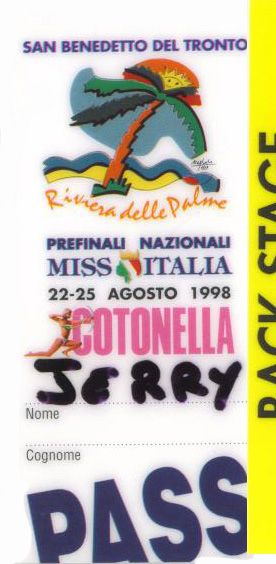 SAN BENEDETTO DEL TRONTO
Riviera delle Palme
PREFINALI NAZIONALI
MISS ITALIA
22-25 AGOSTO 1998
COTONELLA
JERRY
Nome
Cognome
PASS
BACK STAGE